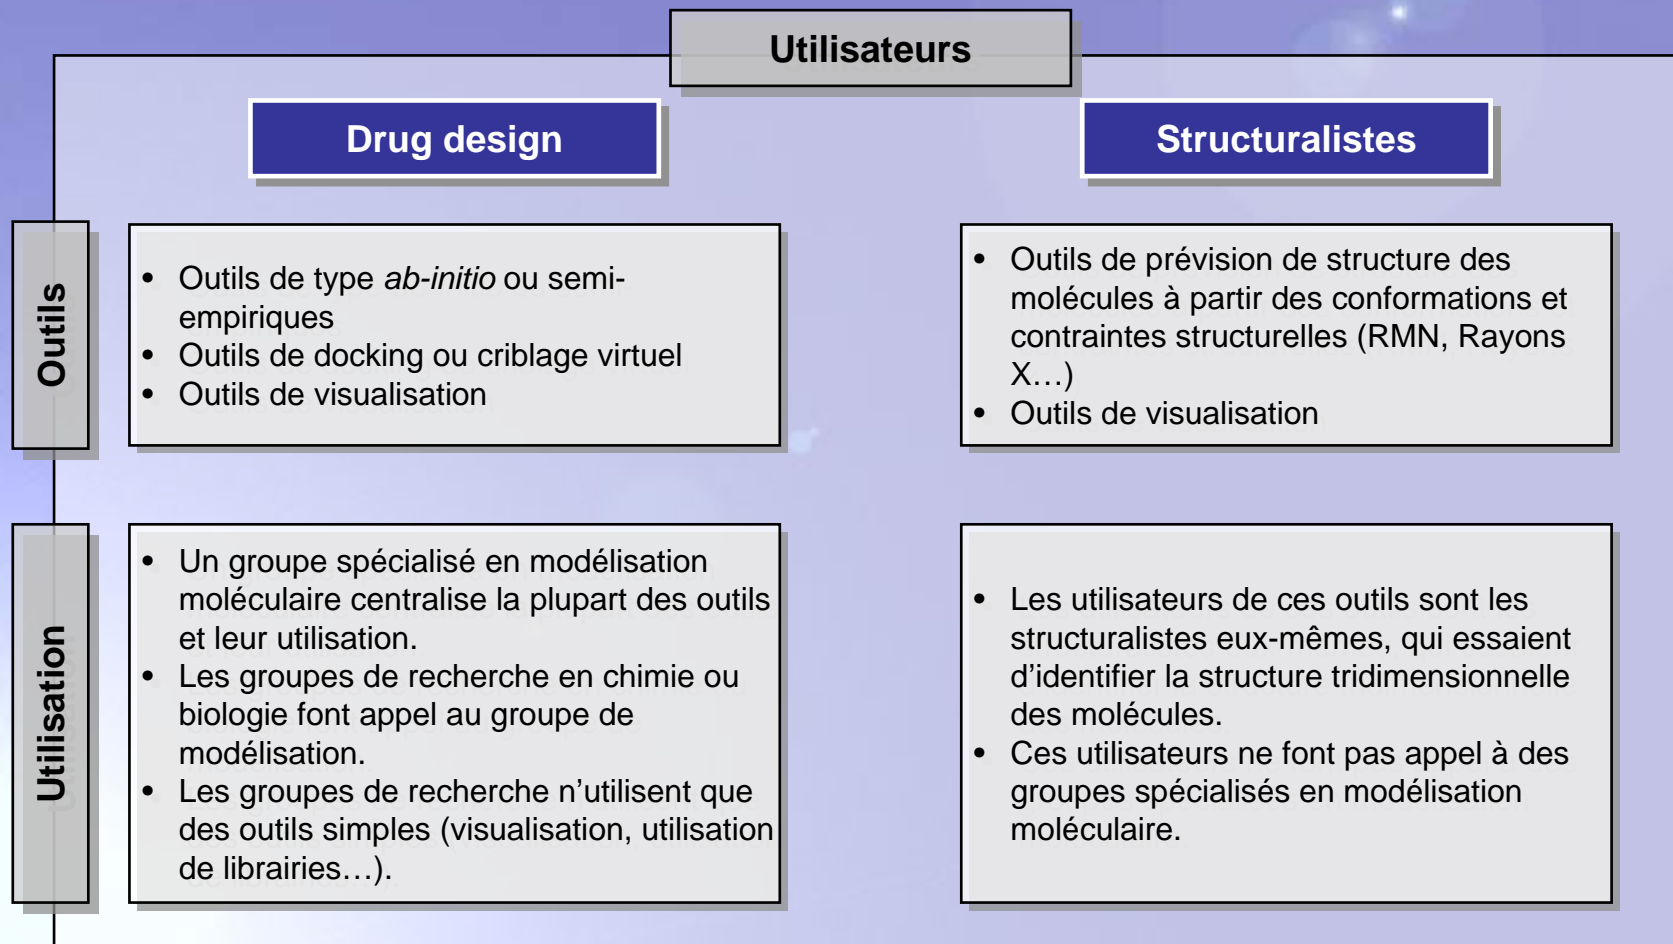 Utilisateurs
Drug design
Structuralistes
Outils
• Outils de type ab-initio ou semi-
empiriques
• Outils de docking ou criblage virtuel
• Outils de visualisation
• Outils de prévision de structure des
molécules à partir des conformations et
contraintes structurelles (RMN, Rayons
X…)
• Outils de visualisation
Utilisation
• Un groupe spécialisé en modélisation
moléculaire centralise la plupart des outils
et leur utilisation.
• Les groupes de recherche en chimie ou
biologie font appel au groupe de
modélisation.
• Les groupes de recherche n’utilisent que
des outils simples (visualisation, utilisation
de librairies…).
• Les utilisateurs de ces outils sont les
structuralistes eux-mêmes, qui essaient
d’identifier la structure tridimensionnelle
des molécules.
• Ces utilisateurs ne font pas appel à des
groupes spécialisés en modélisation
moléculaire.